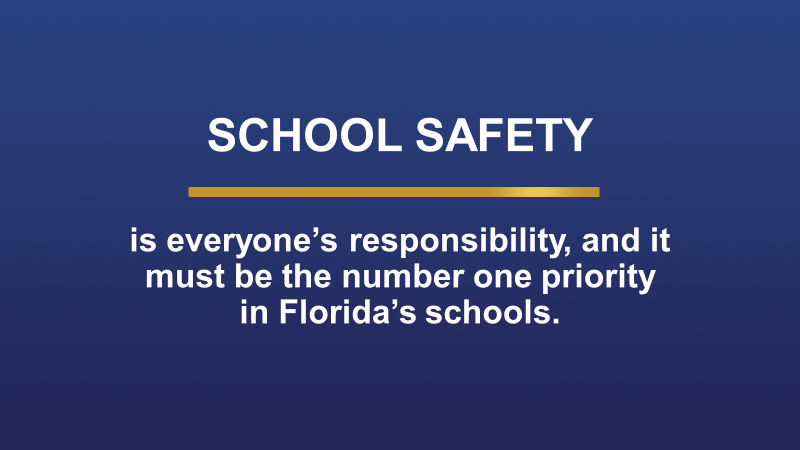 SCHOOL SAFETY
is everyone’s responsibility, and it
must be the number one priority
in Florida’s schools.